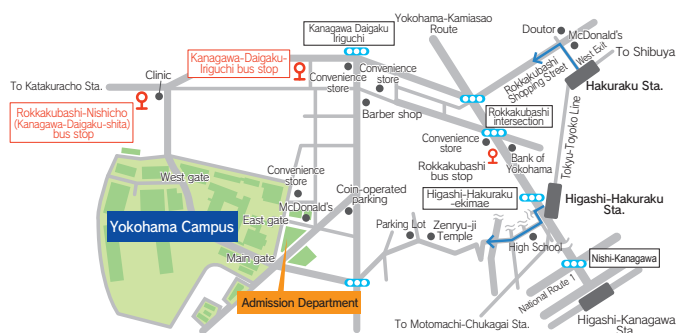 Kanagawa Daigaku
Iriguchi
Yokohama-Kamiasao
Route
Doutor
McDonald's
West Exit
To Shibuya
Kanagawa-Daigaku-
Iriguchi bus stop
Rokkakubashi
Shopping Street
Hakuraku Sta.
To Katakuracho Sta.
Clinic
Convenience
store
Convenience
store
Rokkakubashi-Nishicho
(Kanagawa-Daigaku-shita)
bus stop
Barber shop
Rokkakubashi
intersection
Tokyu-Toyoko Line
Convenience
store
Rokkakubashi
bus stop
Bank of
Yokohama
West gate
Convenience
store
McDonald's
Coin-operated
parking
Higashi-Hakuraku
-ekimae
Higashi-Hakuraku
Sta.
Yokohama Campus
East gate
Main gate
Parking Lot
Zenryu-ji
Temple
High School
Nishi-Kanagawa
Admission Department
National Route 1
To Motomachi-Chukagai Sta.
Higashi-Kanagawa
Sta.